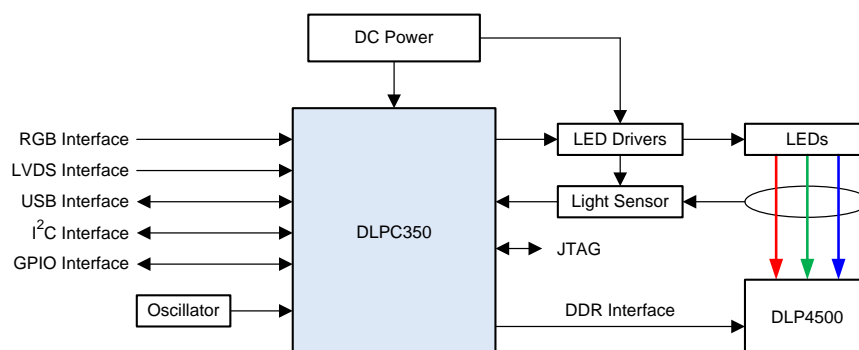 DC Power
RGB Interface
LED Drivers
LEDs
LVDS Interface
USB Interface
Light Sensor
DLPC350
I²C Interface
JTAG
GPIO Interface
Oscillator
DDR Interface
DLP4500